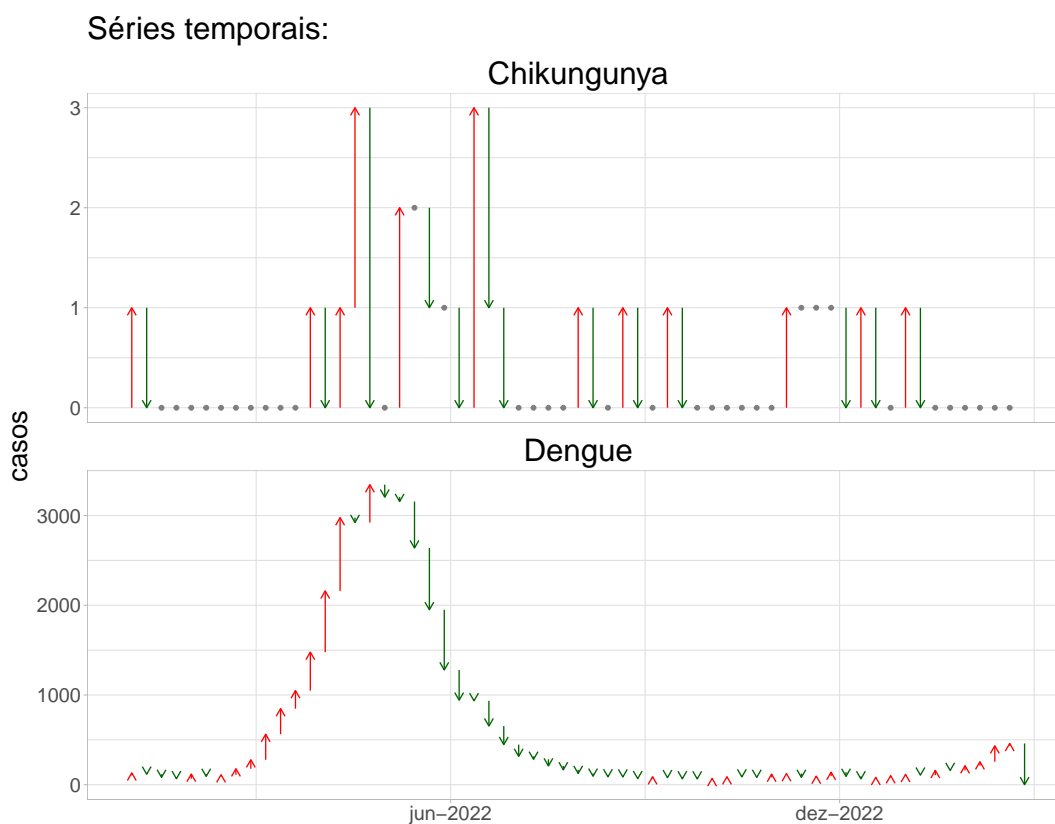 Séries temporais:
Chikungunya
3
2
1
0
casos
Dengue
3000
2000
1000
0
jun−2022
dez−2022